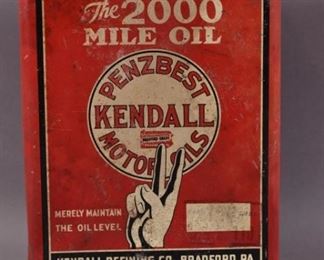 The 2000
MILE OIL
PENZBEST
KENDALL
MOTOR OILS
MERELY MAINTAIN
THE OIL LEVEL
KENDALL REFINING CO. BRADFORD, PA.